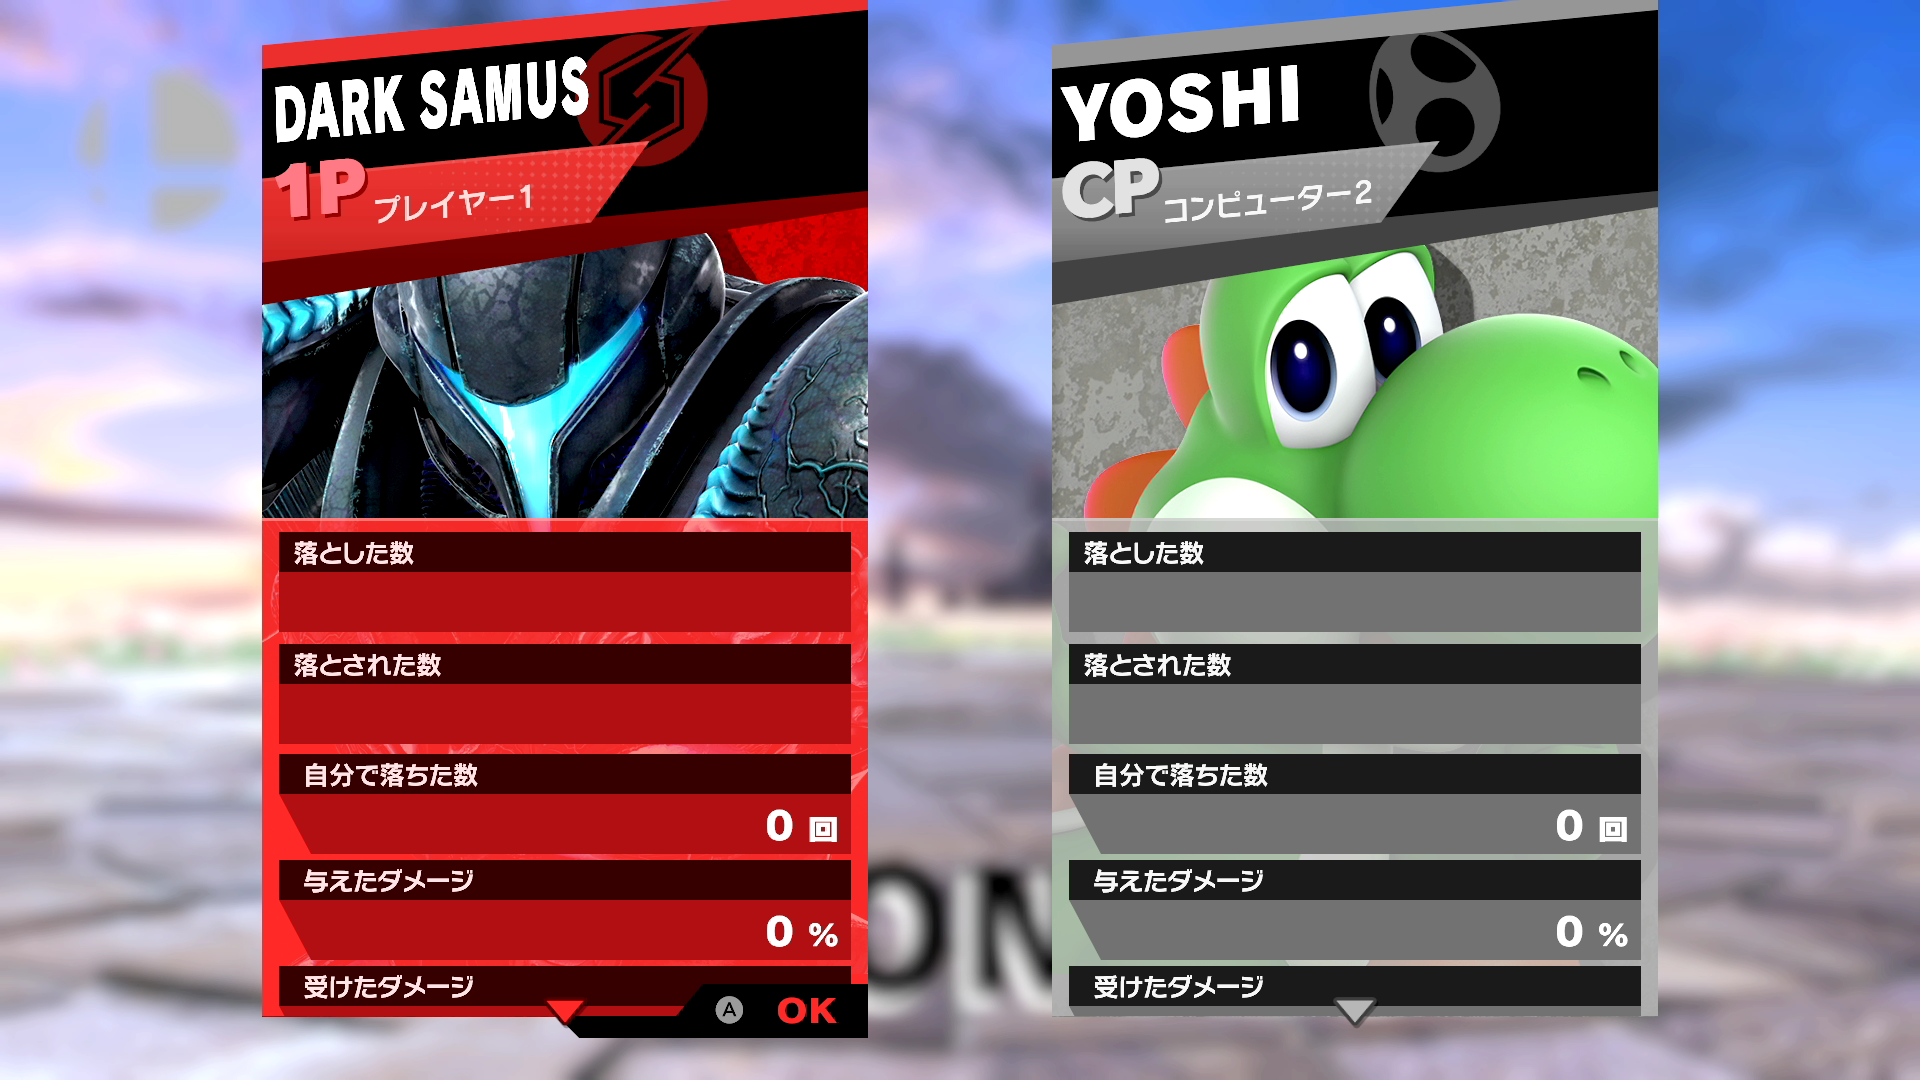 DARK SAMUS
1P プレイヤー1
落とした数
落とされた数
自分で落ちた数
0 回
与えたダメージ
0 %
受けたダメージ
A OK
YOSHI
CP コンピューター2
落とした数
落とされた数
自分で落ちた数
0 回
与えたダメージ
0 %
受けたダメージ